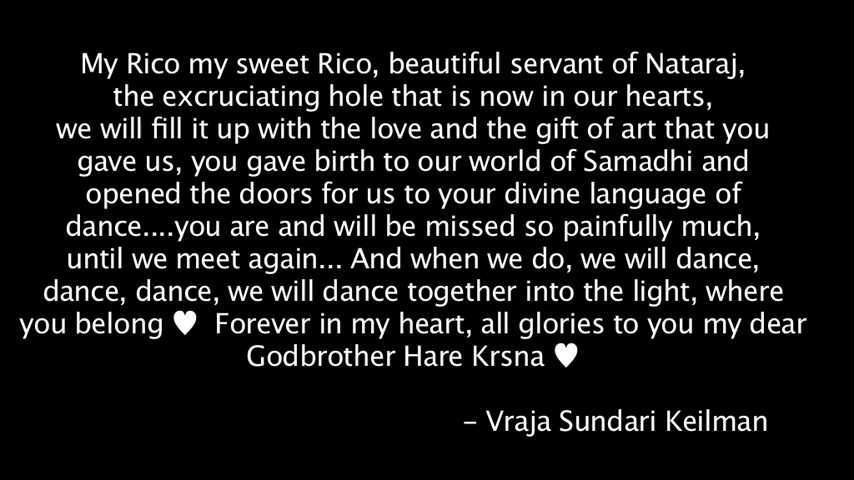 My Rico my sweet Rico, beautiful servant of Nataraj,
the excruciating hole that is now in our hearts,
we will fill it up with the love and the gift of art that you
gave us, you gave birth to our world of Samadhi and
opened the doors for us to your divine language of
dance....you are and will be missed so painfully much,
until we meet again... And when we do, we will dance,
dance, dance, we will dance together into the light, where
you belong ♥ Forever in my heart, all glories to you my dear
Godbrother Hare Krsna ♥
– Vraja Sundari Keilman